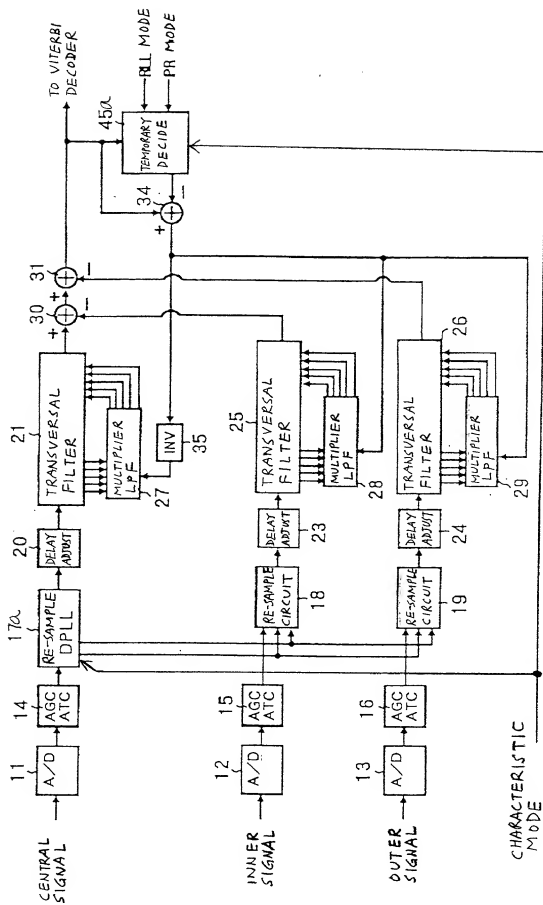 CENTRAL
SIGNAL
11
A/D
14
AGC
ATC
17a
RE-SAMPLE
DPLL
20
DELAY
ADJUST
21
TRANSVERSAL
FILTER
MULTIPLIER
LPF
27
INV
35
30
+
+
−
31
+
−
TO VITERBI
DECODER
45a
TEMPORARY
DECIDE
RLL MODE
PR MODE
34
+
−
INNER
SIGNAL
12
A/D
15
AGC
ATC
RE-SAMPLE
CIRCUIT
18
DELAY
ADJUST
23
25
TRANSVERSAL
FILTER
MULTIPLIER
LPF
28
OUTER
SIGNAL
13
A/D
16
AGC
ATC
RE-SAMPLE
CIRCUIT
19
DELAY
ADJUST
24
26
TRANSVERSAL
FILTER
MULTIPLIER
LPF
29
CHARACTERISTIC
MODE